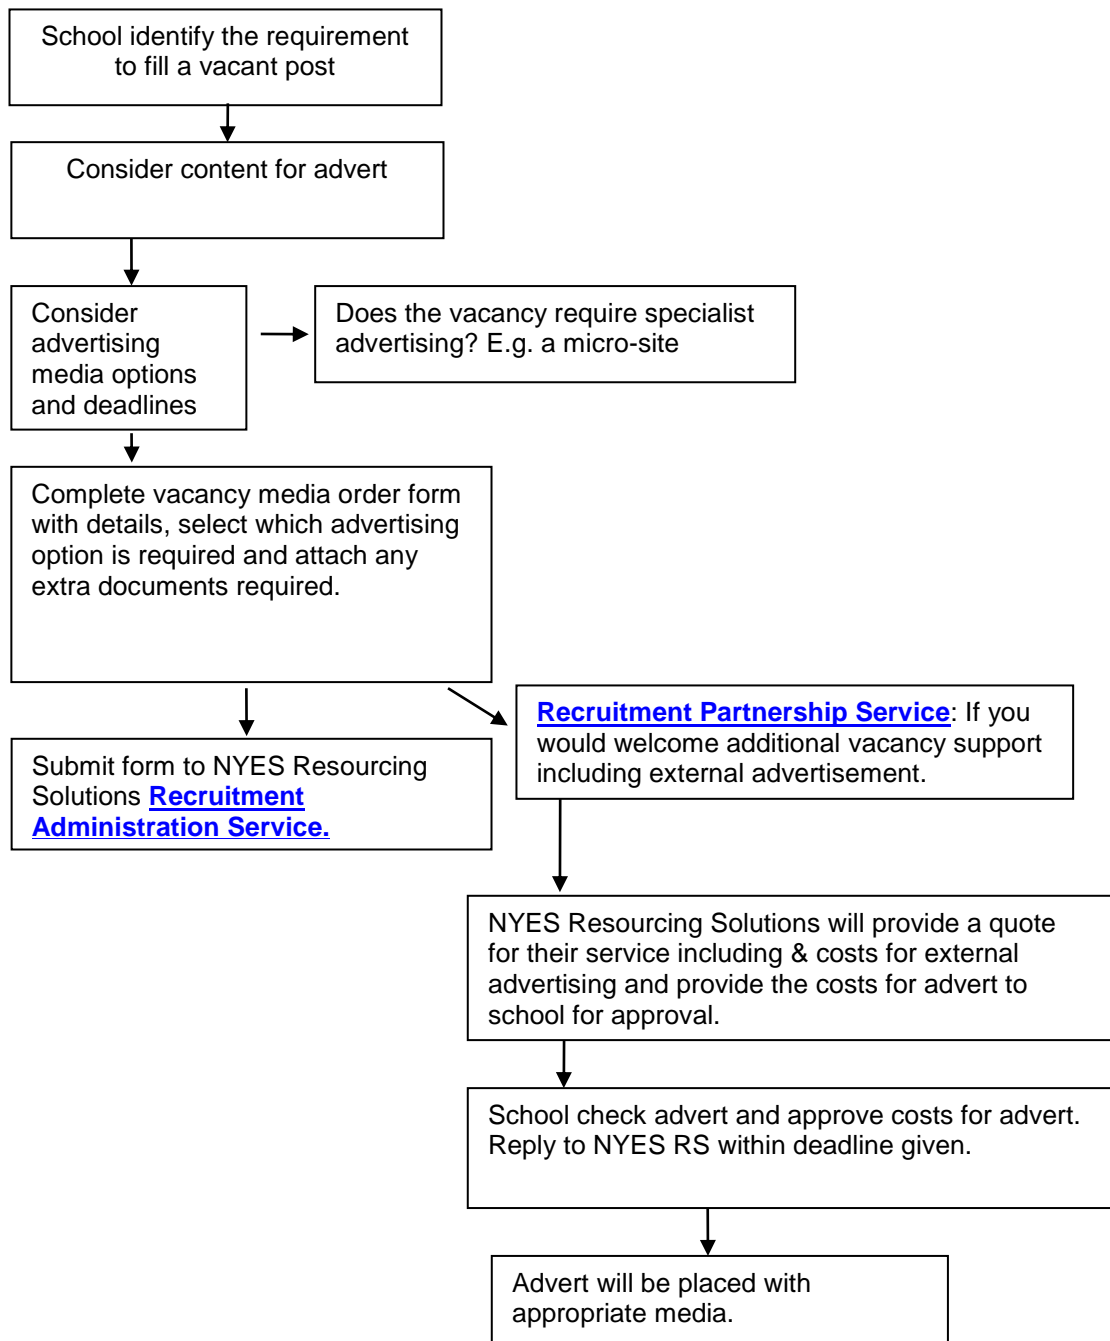 School identify the requirement
to fill a vacant post
Consider content for advert
Consider
advertising
media options
and deadlines
Does the vacancy require specialist
advertising? E.g. a micro-site
Complete vacancy media order form
with details, select which advertising
option is required and attach any
extra documents required.
Recruitment Partnership Service: If you
would welcome additional vacancy support
including external advertisement.
Submit form to NYES Resourcing
Solutions Recruitment
Administration Service.
NYES Resourcing Solutions will provide a quote
for their service including & costs for external
advertising and provide the costs for advert to
school for approval.
School check advert and approve costs for advert.
Reply to NYES RS within deadline given.
Advert will be placed with
appropriate media.